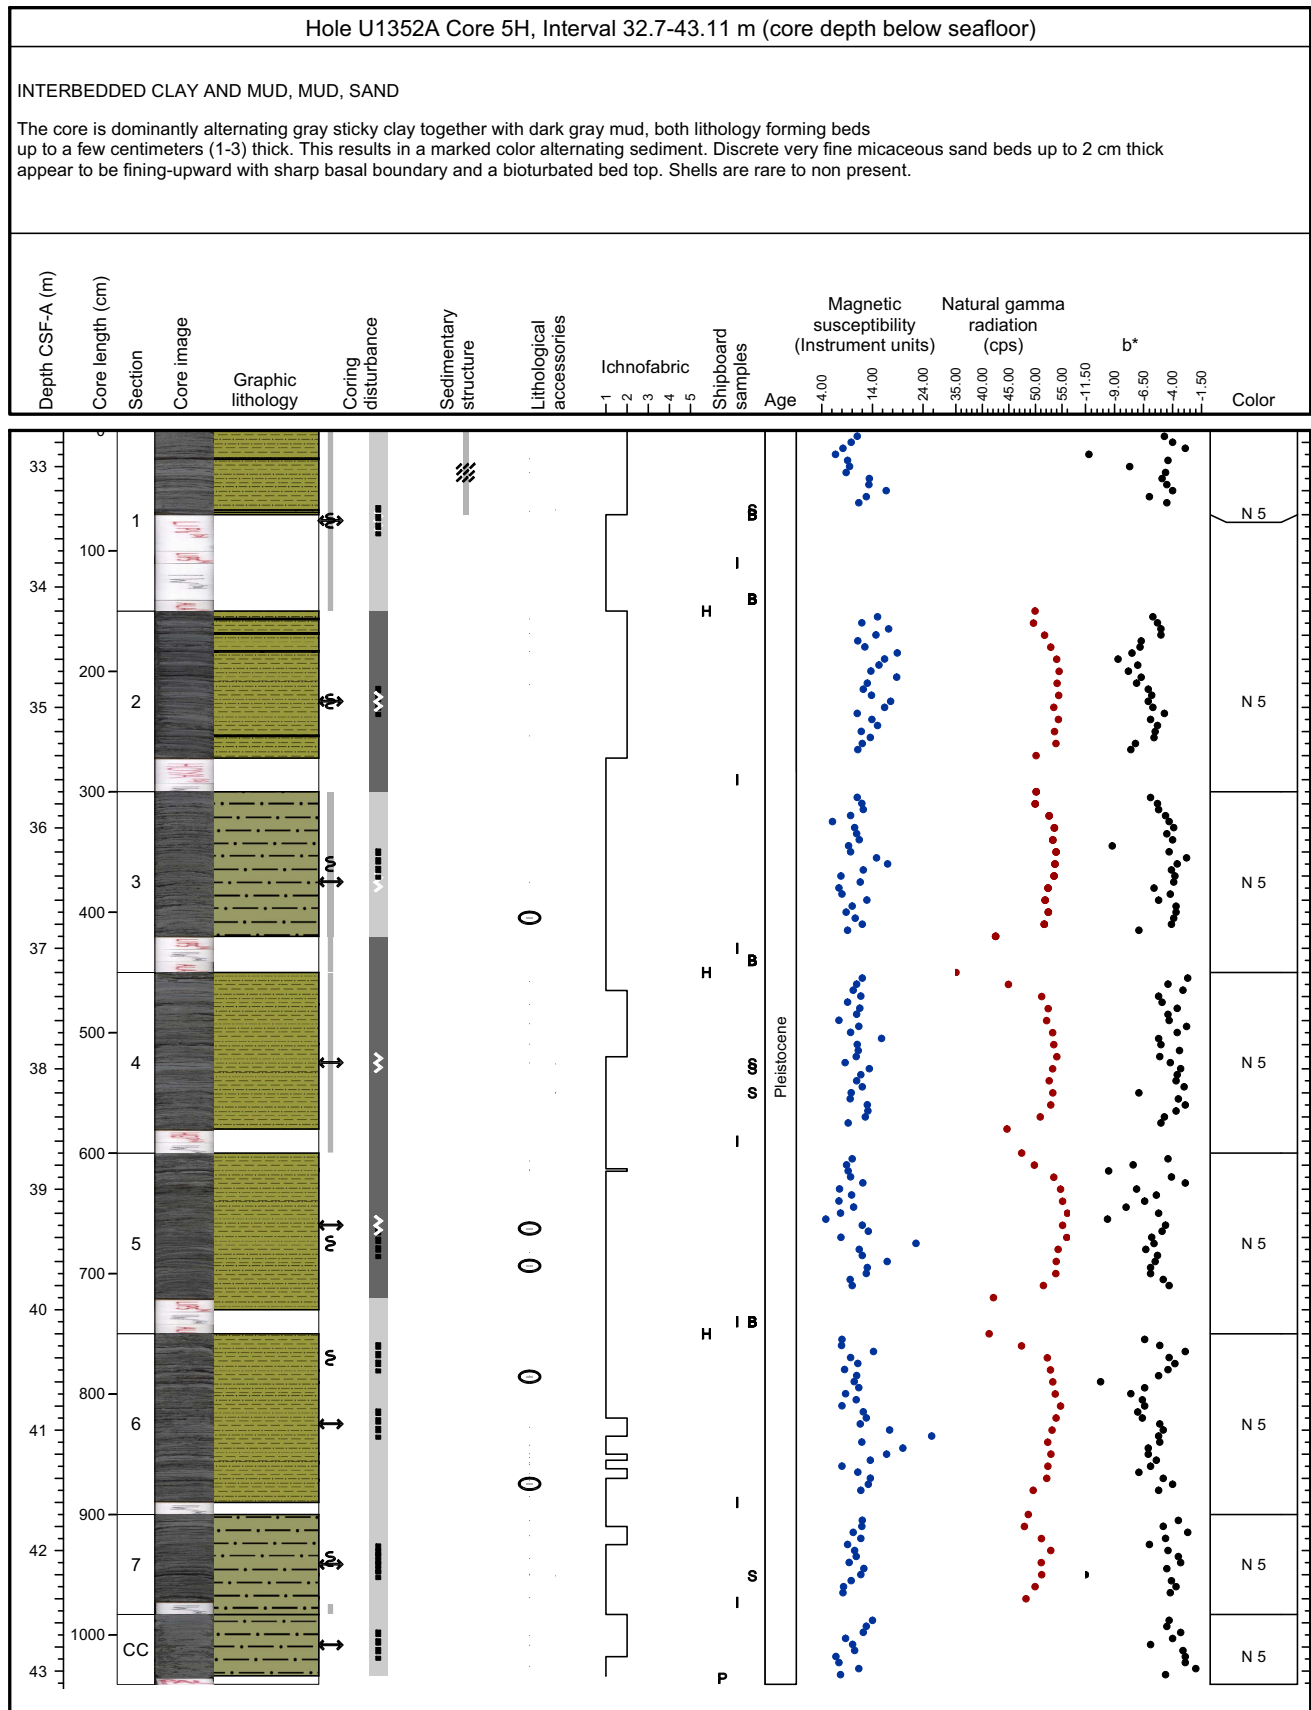 Hole U1352A Core 5H, Interval 32.7-43.11 m (core depth below seafloor)
INTERBEDDED CLAY AND MUD, MUD, SAND
The core is dominantly alternating gray sticky clay together with dark gray mud, both lithology forming beds
up to a few centimeters (1-3) thick. This results in a marked color alternating sediment. Discrete very fine micaceous sand beds up to 2 cm thick
appear to be fining-upward with sharp basal boundary and a bioturbated bed top. Shells are rare to non present.
Depth CSF-A (m)
Core length (cm)
Section
Core image
Graphic
lithology
Coring
disturbance
Sedimentary
structure
Lithological
accessories
Ichnofabric
1 2 3 4 5
Shipboard
samples
Age
Magnetic
susceptibility
(Instrument units)
4.00 14.00 24.00
Natural gamma
radiation
(cps)
35.00 40.00 45.00 50.00 55.00
b*
-11.50 -9.00 -6.50 -4.00 -1.50
Color
33
34
35
36
37
38
39
40
41
42
43
0
100
200
300
400
500
600
700
800
900
1000
1
2
3
4
5
6
7
CC
S
B
I
B
H
I
I
B
H
S
S
S
I
I
B
H
I
S
I
P
Pleistocene
N 5
N 5
N 5
N 5
N 5
N 5
N 5
N 5